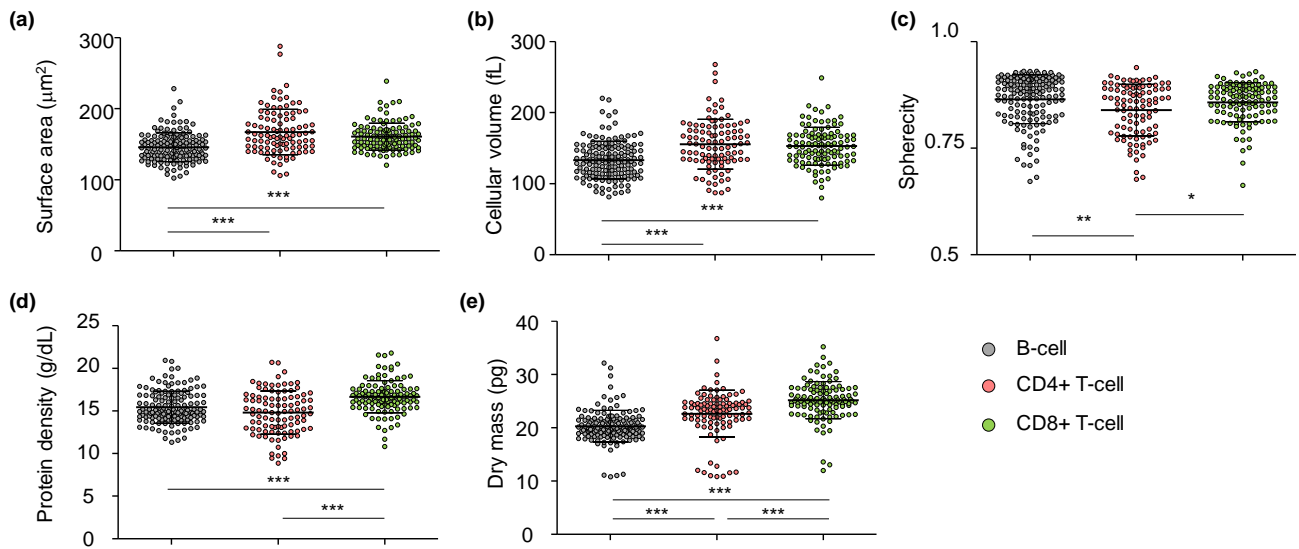 (a)
Surface area (μm²)
300
200
100
0
***
***
(b)
Cellular volume (fL)
300
200
100
0
***
***
(c)
Spherecity
1.0
0.75
0.5
**
*
(d)
Protein density (g/dL)
25
20
15
10
5
0
***
***
(e)
Dry mass (pg)
40
30
20
10
0
***
***
***
B-cell
CD4+ T-cell
CD8+ T-cell